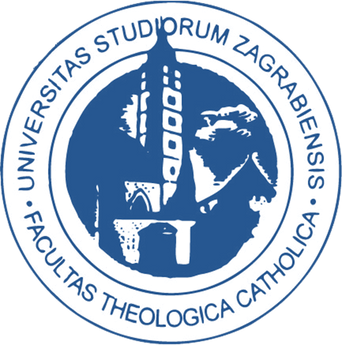 UNIVERSITAS STUDIORUM ZAGRABIENSIS
• FACULTAS THEOLOGICA CATHOLICA •